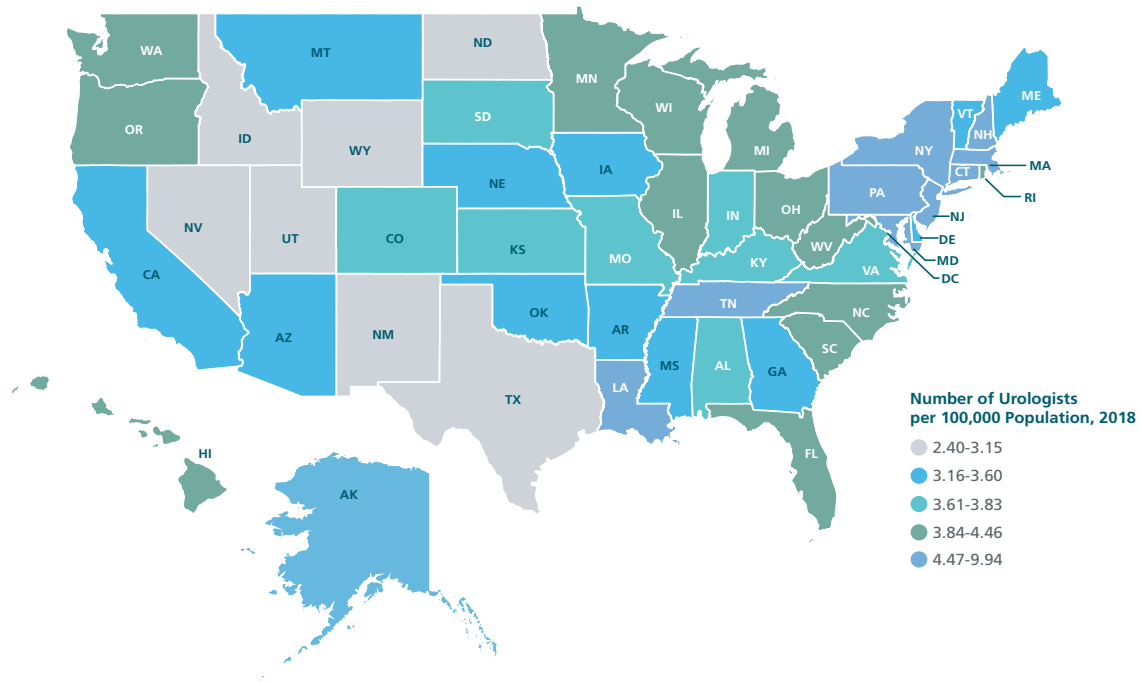 WA
MT
ND
MN
OR
ID
WY
SD
WI
MI
NY
VT
NH
ME
MA
CT
RI
NE
IA
PA
NJ
NV
UT
CO
KS
MO
IL
IN
OH
WV
VA
DE
MD
DC
CA
AZ
NM
OK
AR
KY
TN
NC
SC
MS
AL
GA
LA
TX
FL
HI
AK
Number of Urologists
per 100,000 Population, 2018
2.40-3.15
3.16-3.60
3.61-3.83
3.84-4.46
4.47-9.94